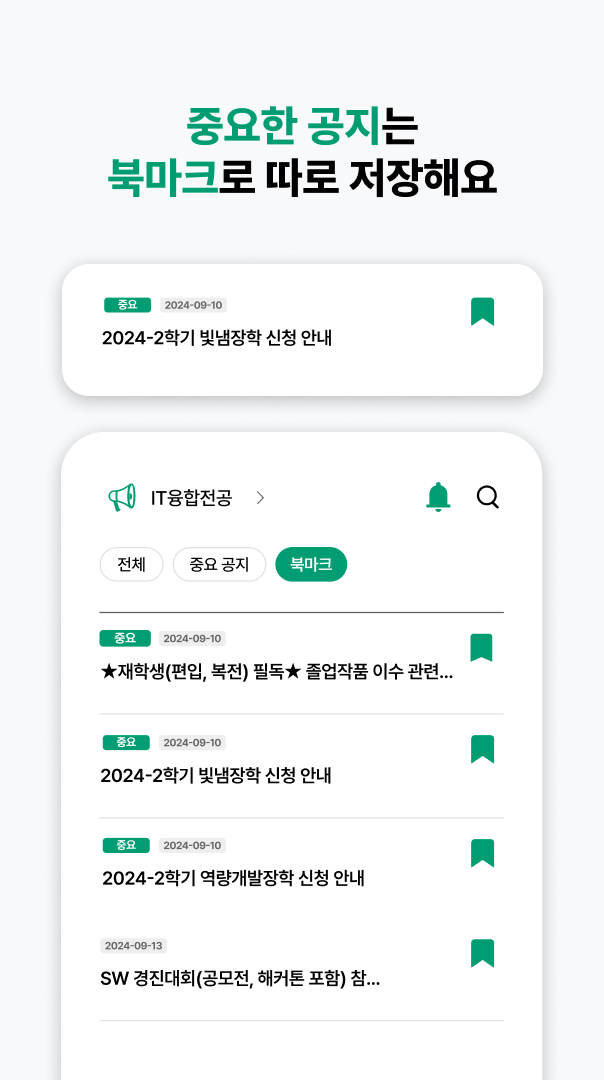 중요한 공지는
북마크로 따로 저장해요
중요 2024-09-10
2024-2학기 빛냄장학 신청 안내
IT융합전공 >
전체 중요 공지 북마크
중요 2024-09-10
★재학생(편입, 복전) 필독★ 졸업작품 이수 관련...
중요 2024-09-10
2024-2학기 빛냄장학 신청 안내
중요 2024-09-10
2024-2학기 역량개발장학 신청 안내
2024-09-13
SW 경진대회(공모전, 해커톤 포함) 참...